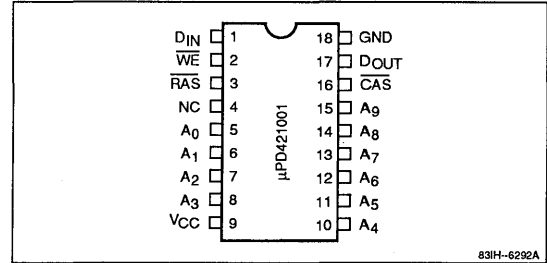 DIN 1 18 GND
WE 2 17 DOUT
RAS 3 16 CAS
NC 4 15 A9
A0 5 14 A8
A1 6 13 A7
A2 7 12 A6
A3 8 11 A5
VCC 9 10 A4
µPD421001
83IH--6292A